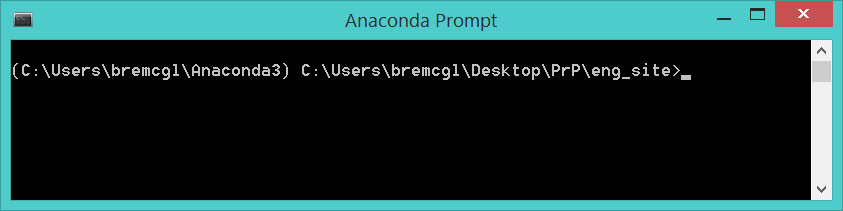 Anaconda Prompt
(C:\Users\bremcgl\Anaconda3) C:\Users\bremcgl\Desktop\PrP\eng_site>